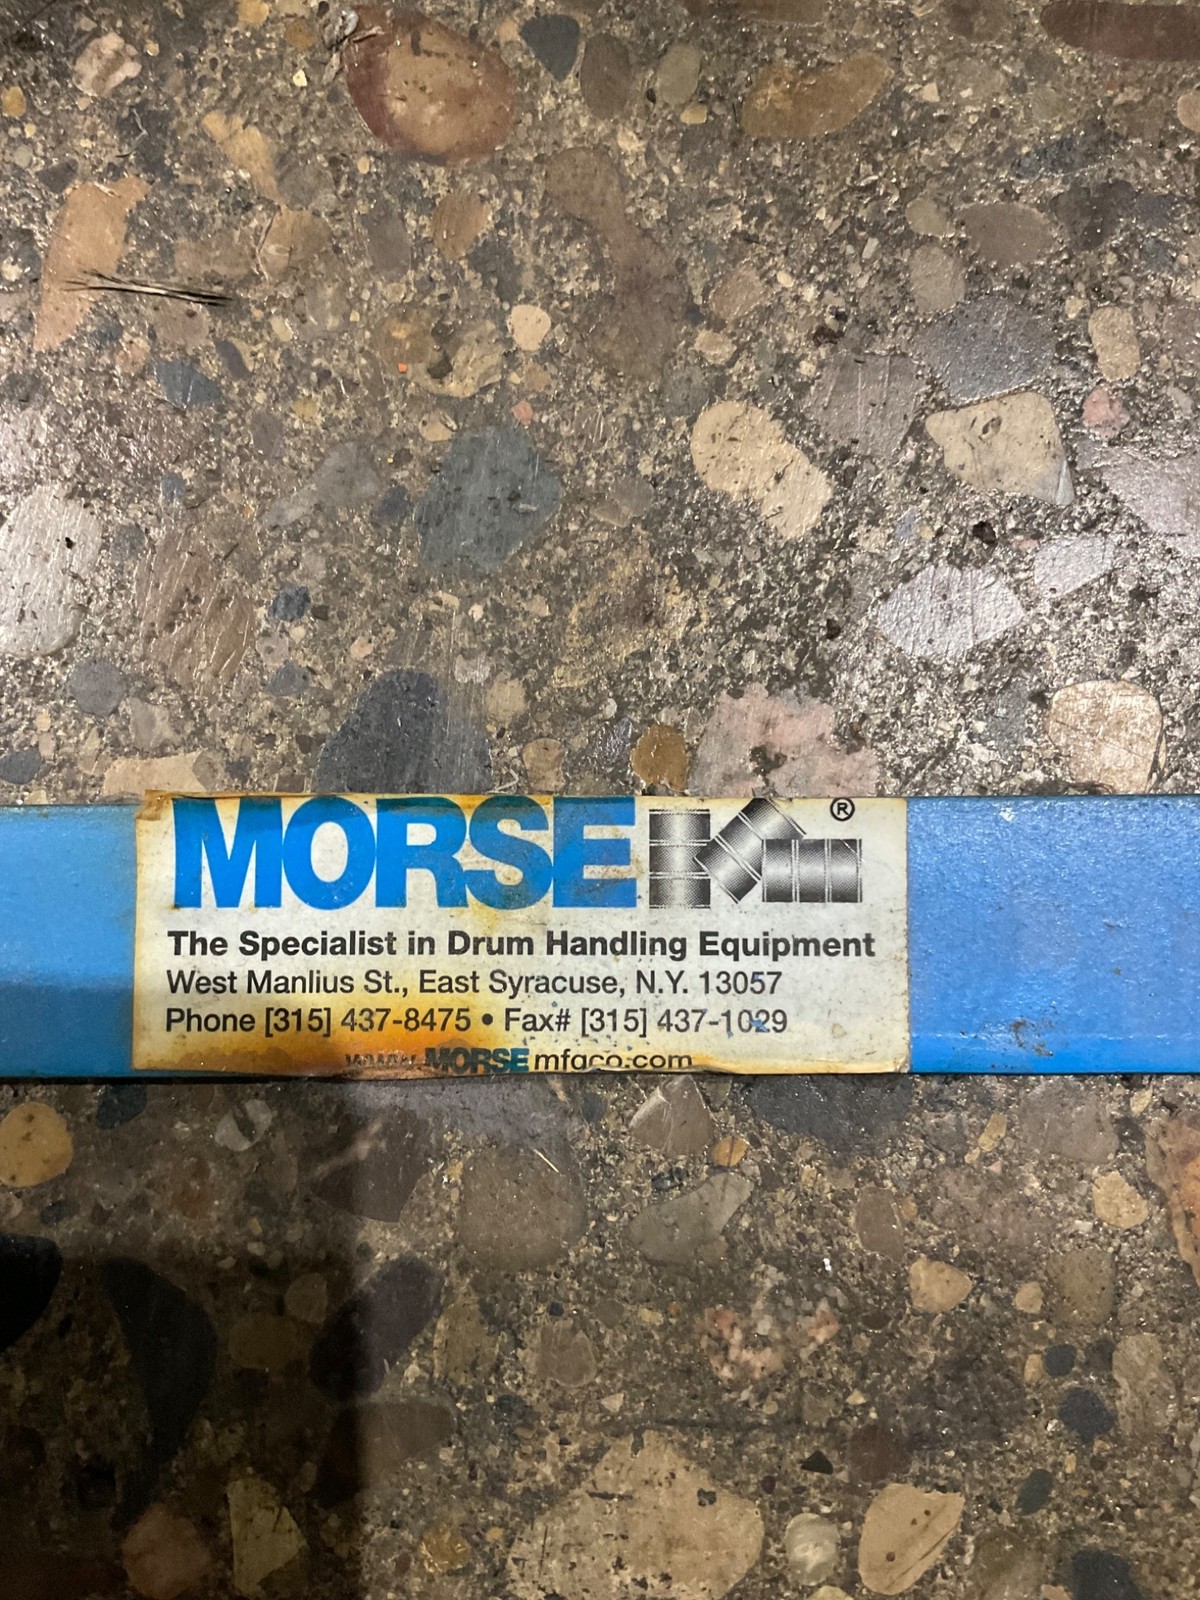 MORSE ®
The Specialist in Drum Handling Equipment
West Manlius St., East Syracuse, N.Y. 13057
Phone [315] 437-8475 • Fax# [315] 437-1029
www.MORSEmfgco.com